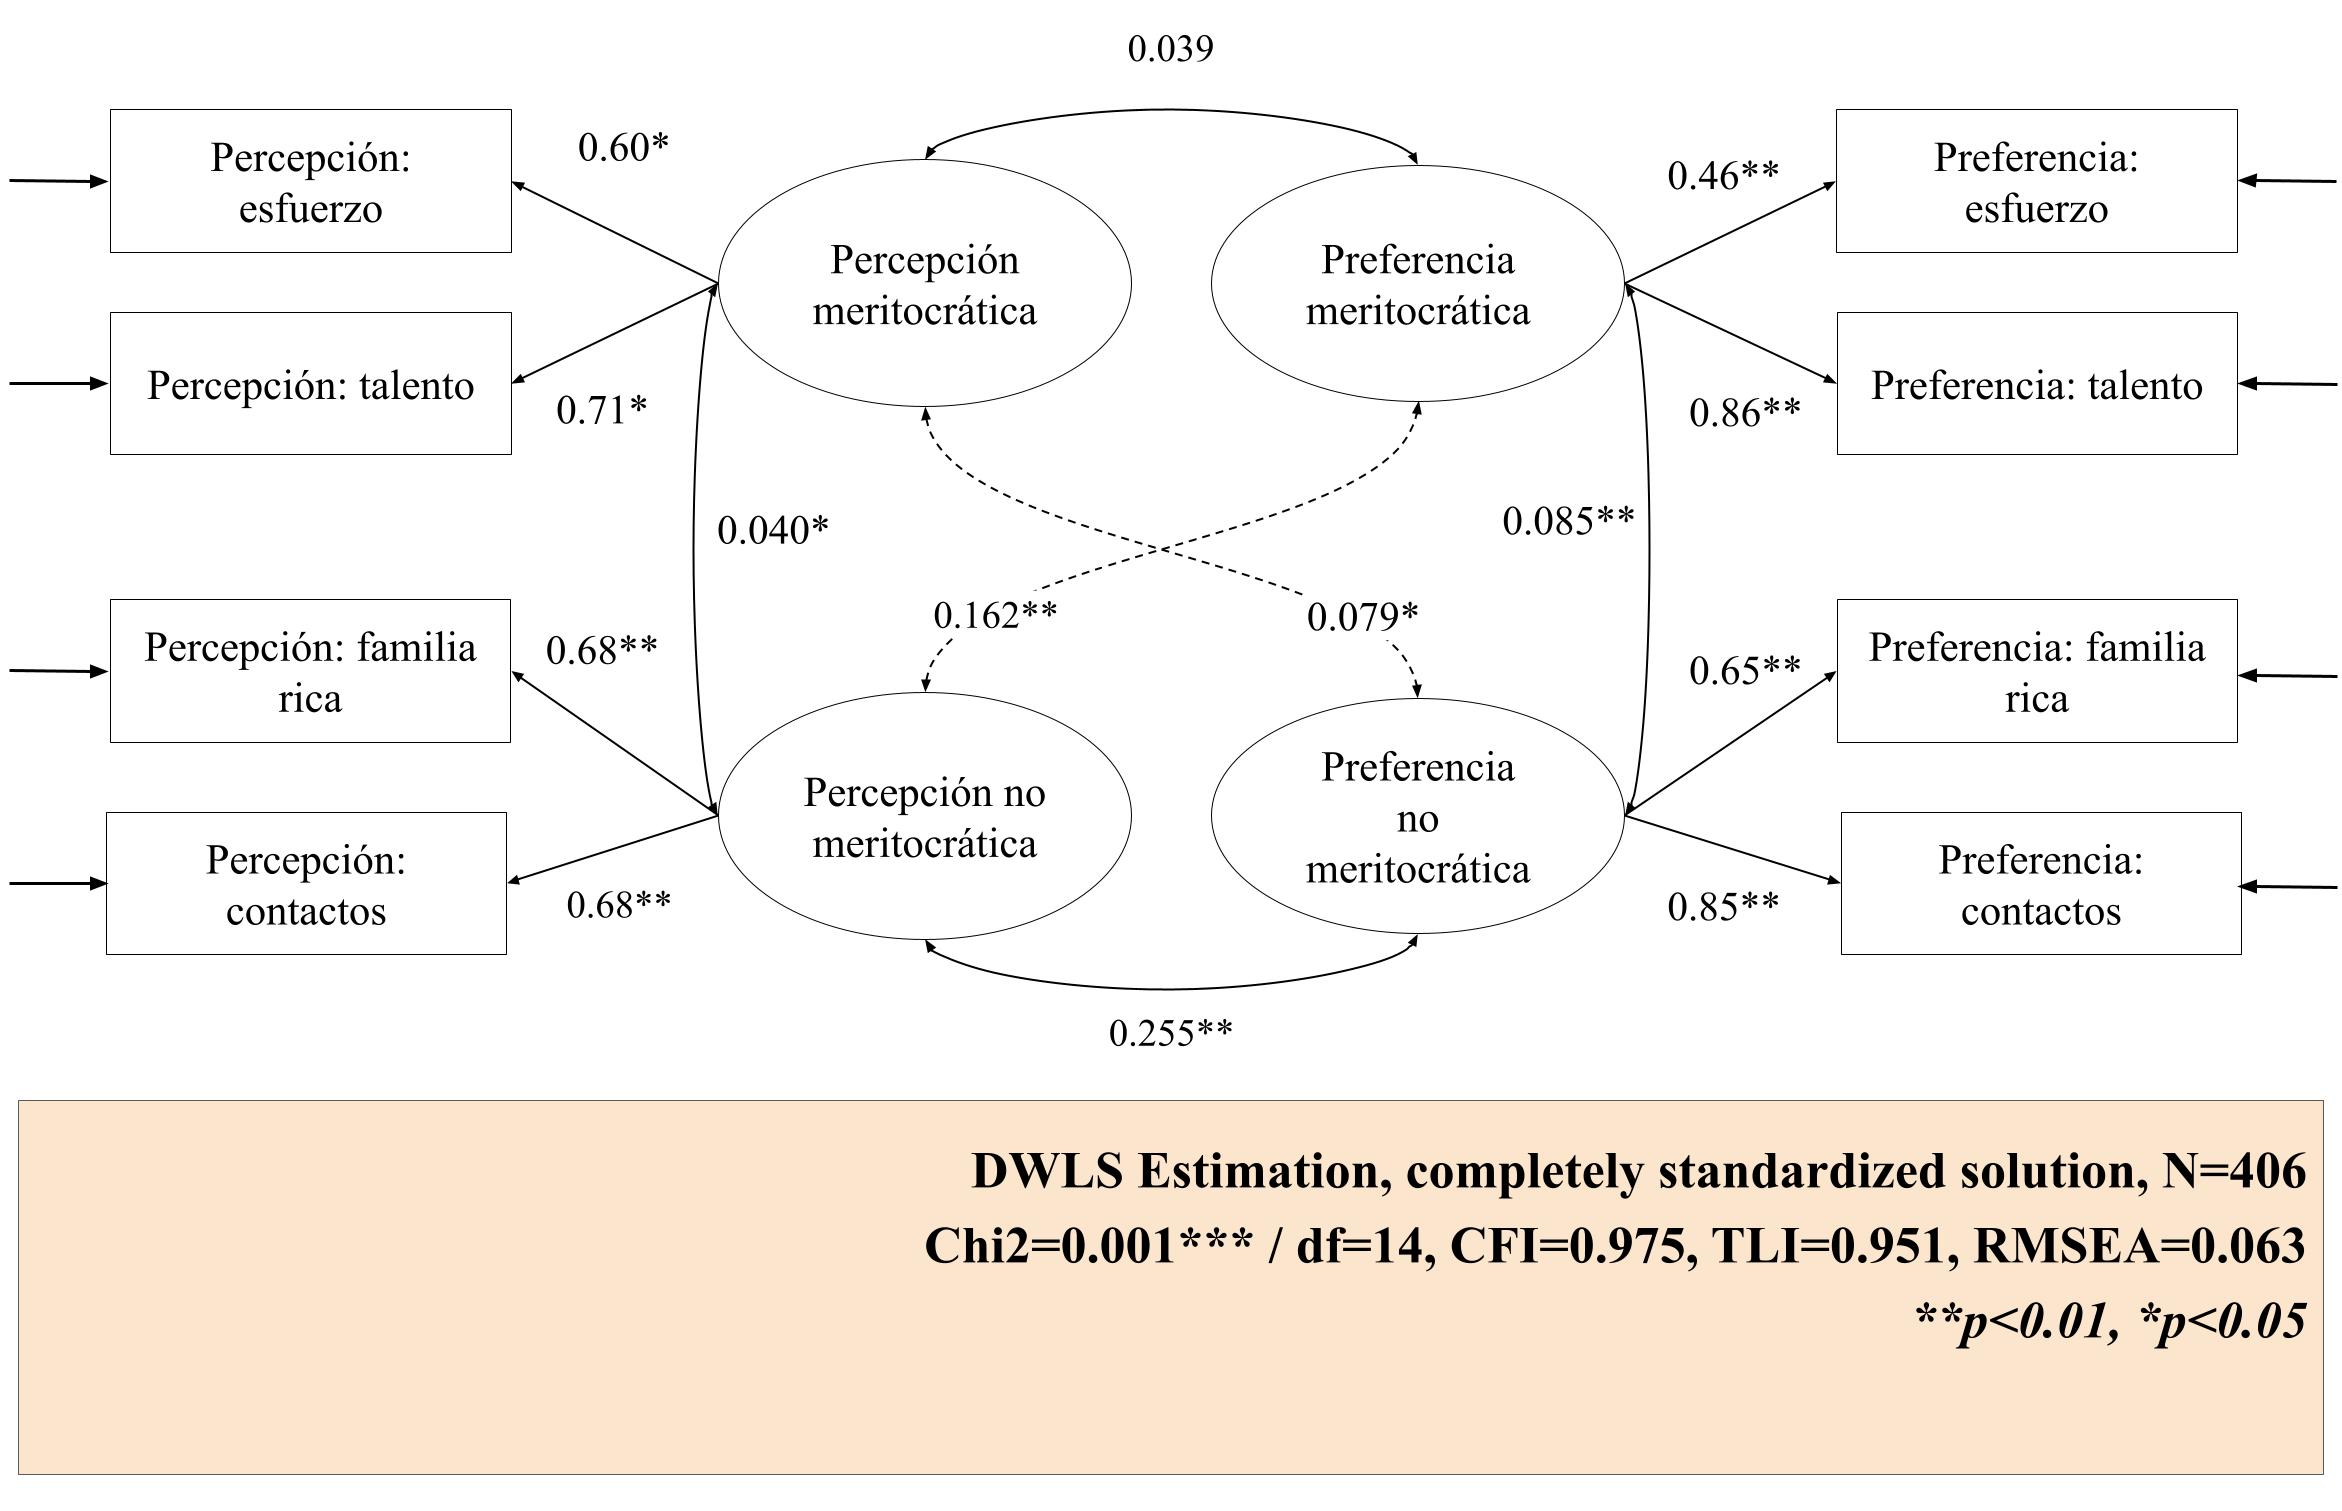 0.039
Percepción:
esfuerzo
0.60*
Percepción
meritocrática
Preferencia
meritocrática
0.46**
Preferencia:
esfuerzo
Percepción: talento
0.71*
0.86**
Preferencia: talento
0.040*
0.085**
0.162**
0.079*
Percepción: familia
rica
0.68**
0.65**
Preferencia: familia
rica
Percepción no
meritocrática
Preferencia
no
meritocrática
Percepción:
contactos
0.68**
0.85**
Preferencia:
contactos
0.255**
DWLS Estimation, completely standardized solution, N=406
Chi2=0.001*** / df=14, CFI=0.975, TLI=0.951, RMSEA=0.063
**p<0.01, *p<0.05